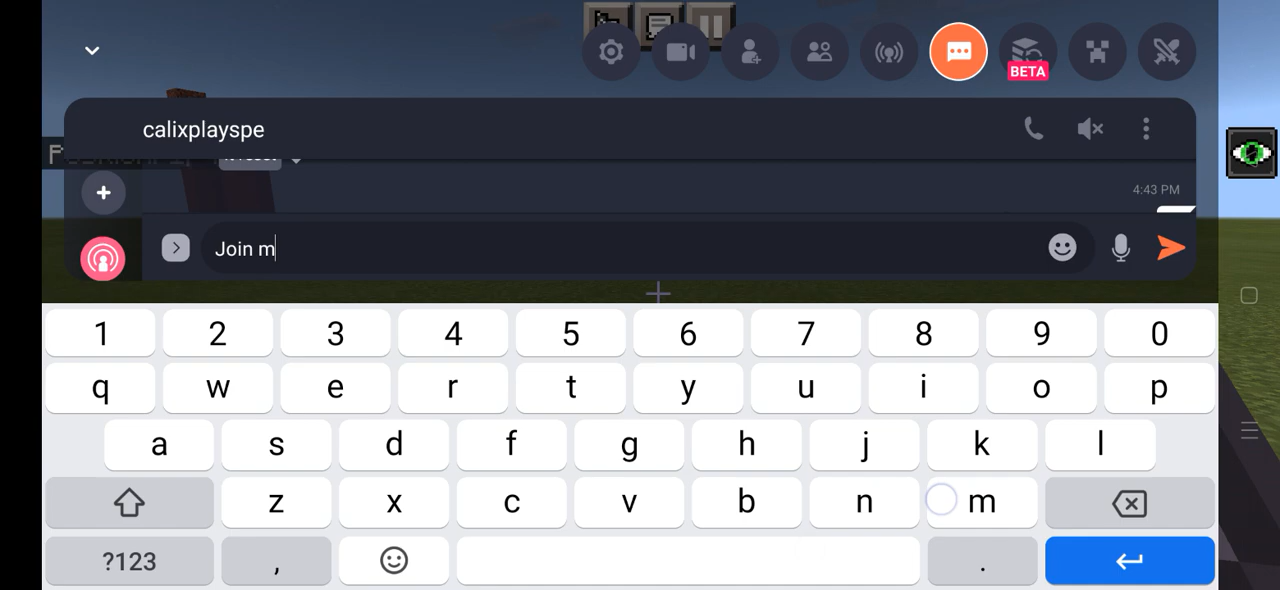 BETA
calixplayspe
4:43 PM
Join m
1 2 3 4 5 6 7 8 9 0
q w e r t y u i o p
a s d f g h j k l
z x c v b n m
?123 , .